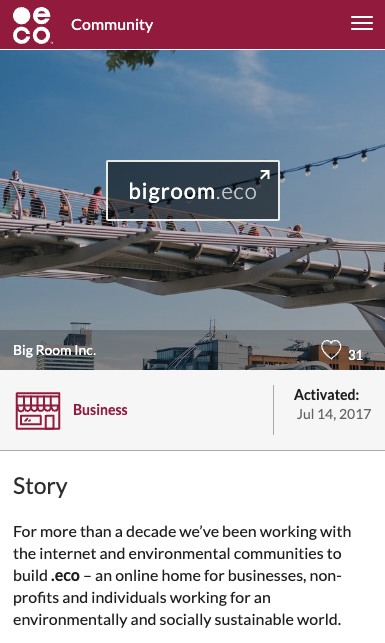 eco
Community
bigroom.eco
Big Room Inc.
31
Business
Activated:
Jul 14, 2017
Story
For more than a decade we've been working with
the internet and environmental communities to
build .eco – an online home for businesses, non-
profits and individuals working for an
environmentally and socially sustainable world.